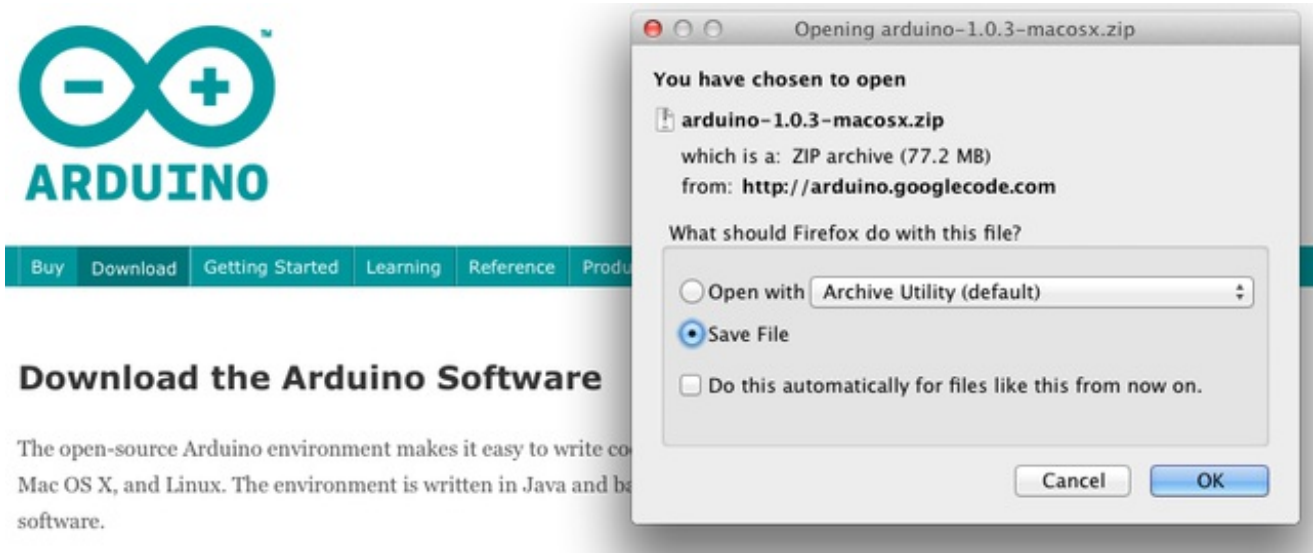 ™
ARDUINO
Buy Download Getting Started Learning Reference Produ
Download the Arduino Software
The open-source Arduino environment makes it easy to write co
Mac OS X, and Linux. The environment is written in Java and ba
software.
Opening arduino-1.0.3-macosx.zip
You have chosen to open
arduino-1.0.3-macosx.zip
which is a: ZIP archive (77.2 MB)
from: http://arduino.googlecode.com
What should Firefox do with this file?
Open with Archive Utility (default)
Save File
Do this automatically for files like this from now on.
Cancel OK